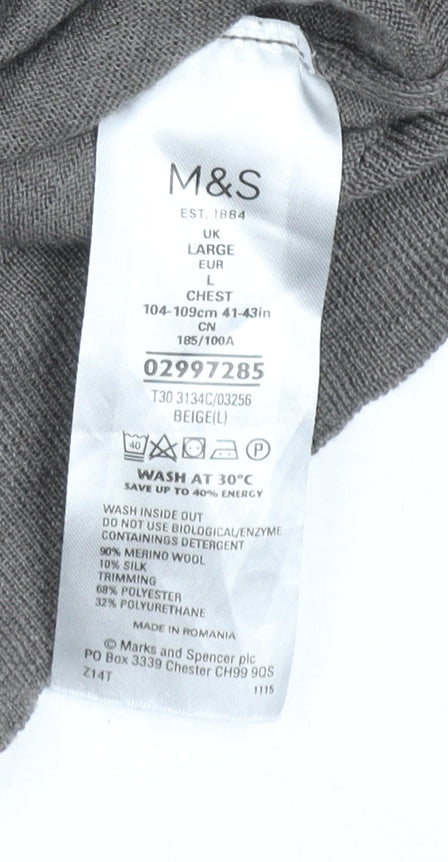 M&S
EST. 1884
UK
LARGE
EUR
L
CHEST
104-109cm 41-43in
CN
185/100A
02997285
T30 3134C/03256
BEIGE(L)
40 P
WASH AT 30°C
SAVE UP TO 40% ENERGY
WASH INSIDE OUT
DO NOT USE BIOLOGICAL/ENZYME
CONTAININGS DETERGENT
90% MERINO WOOL
10% SILK
TRIMMING
68% POLYESTER
32% POLYURETHANE
MADE IN ROMANIA
© Marks and Spencer plc
PO Box 3339 Chester CH99 9QS
Z14T 1115